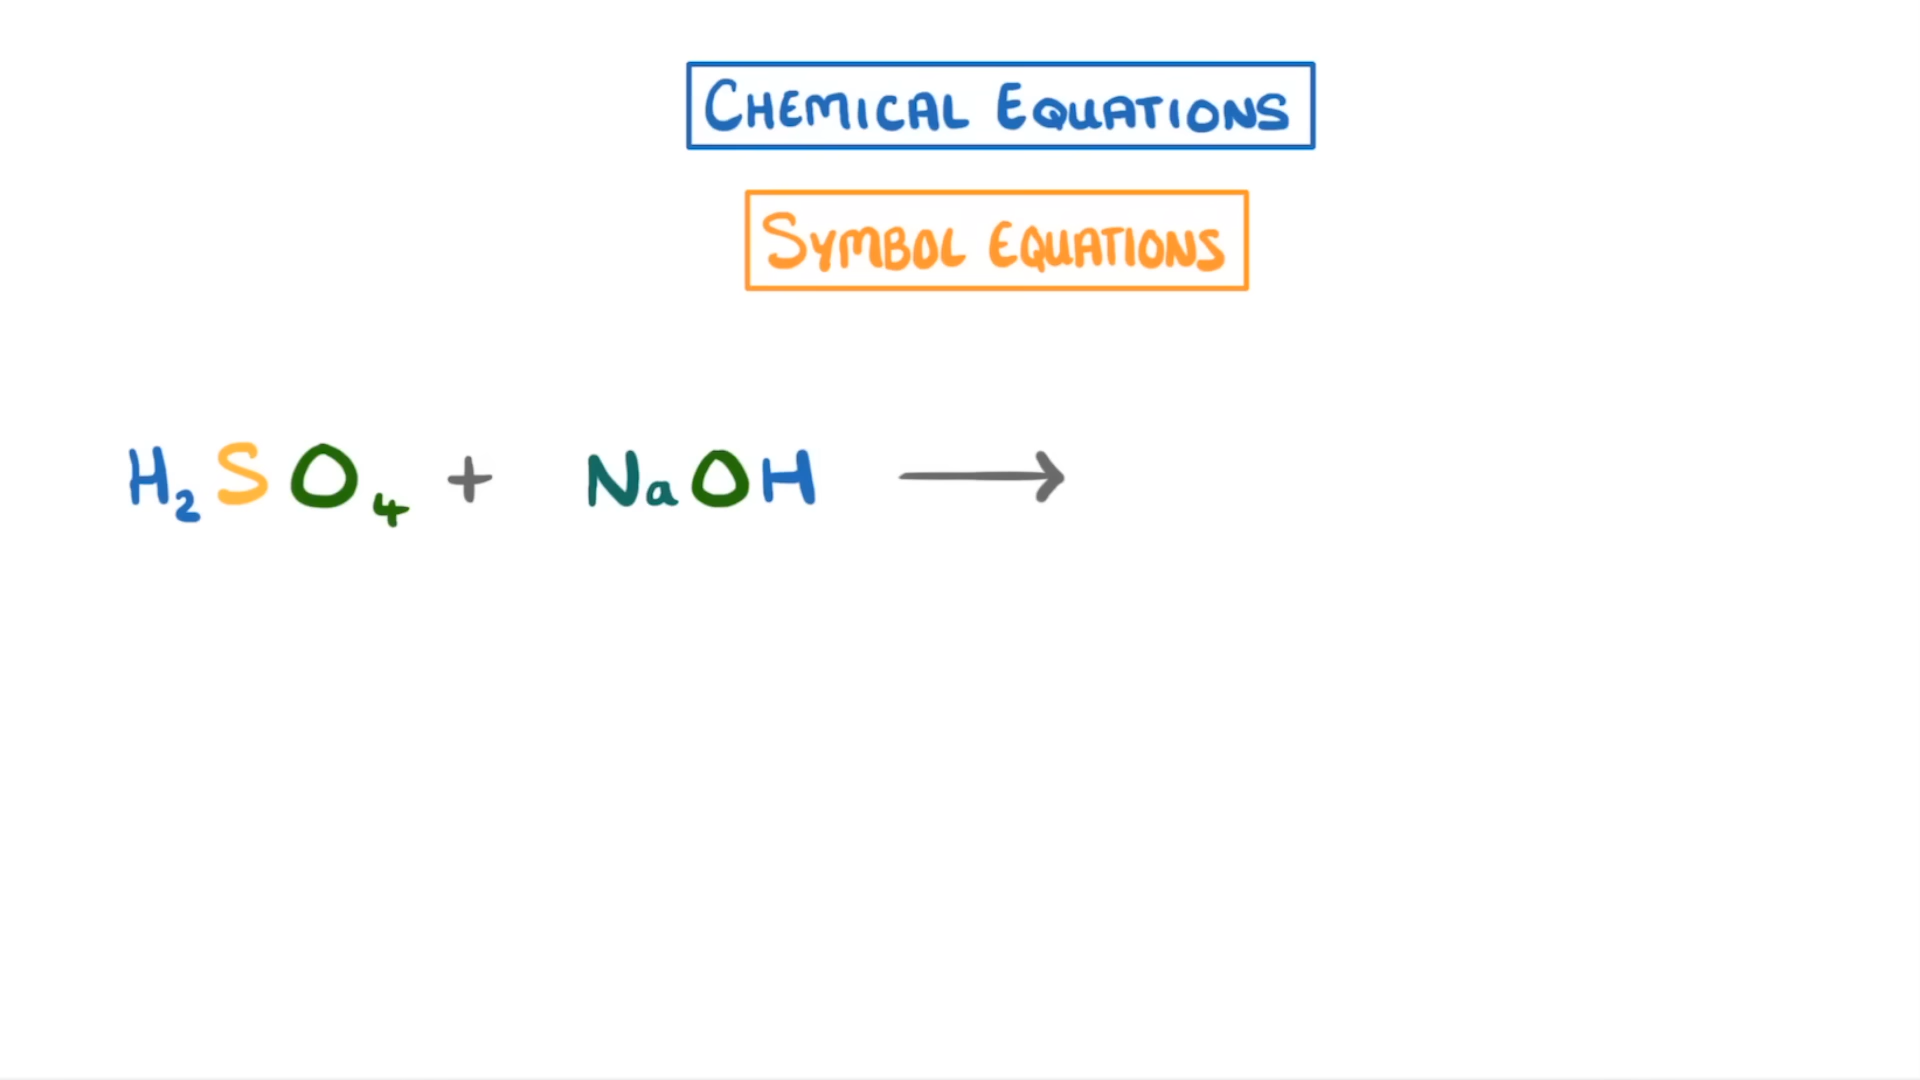 CHEMICAL EQUATIONS
SYMBOL EQUATIONS
H₂SO₄ + NaOH ⟶